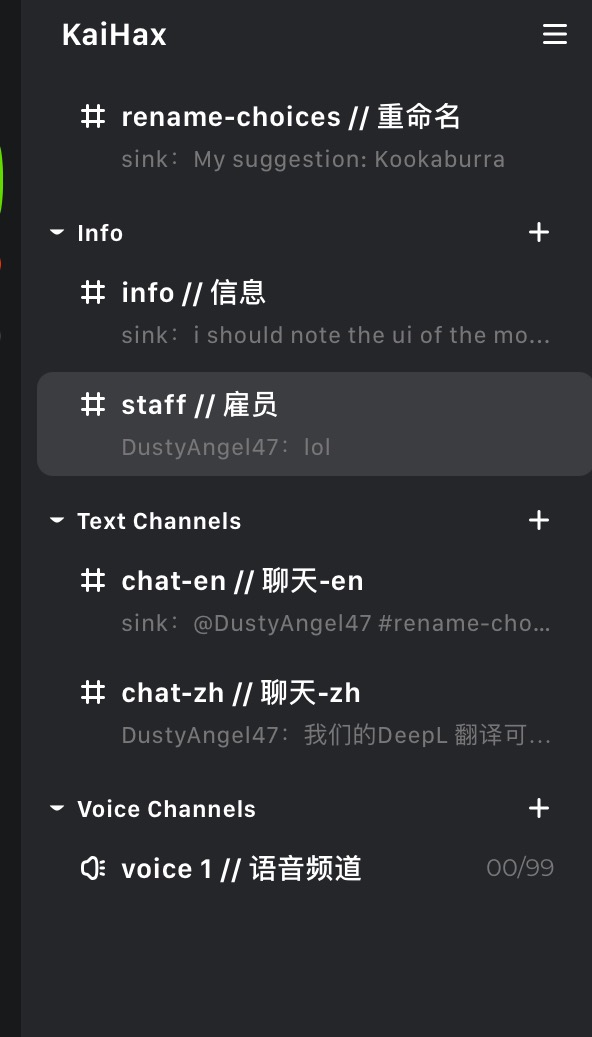 KaiHax
rename-choices // 重命名
sink：My suggestion: Kookaburra
Info
info // 信息
sink：i should note the ui of the mo...
staff // 雇员
DustyAngel47：lol
Text Channels
chat-en // 聊天-en
sink：@DustyAngel47 #rename-cho...
chat-zh // 聊天-zh
DustyAngel47：我们的DeepL 翻译可...
Voice Channels
voice 1 // 语音频道 00/99